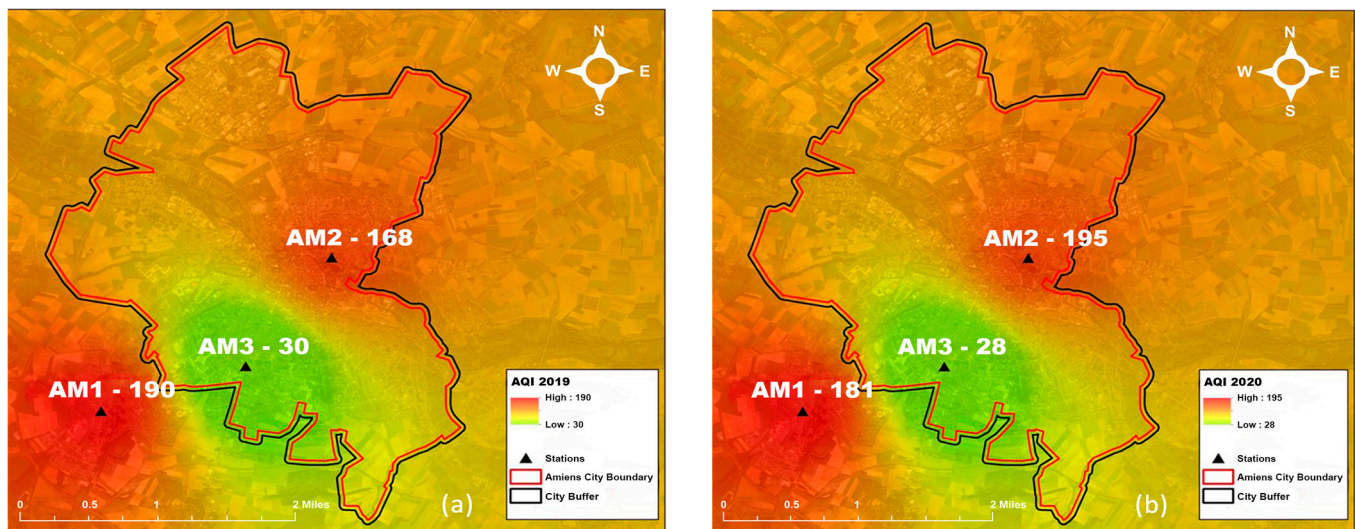 N
W E
S
AM2 - 168
AM3 - 30
AM1 - 190
AQI 2019
High : 190
Low : 30
Stations
Amiens City Boundary
City Buffer
0 0.5 1 2 Miles
(a)
N
W E
S
AM2 - 195
AM3 - 28
AM1 - 181
AQI 2020
High : 195
Low : 28
Stations
Amiens City Boundary
City Buffer
0 0.5 1 2 Miles
(b)